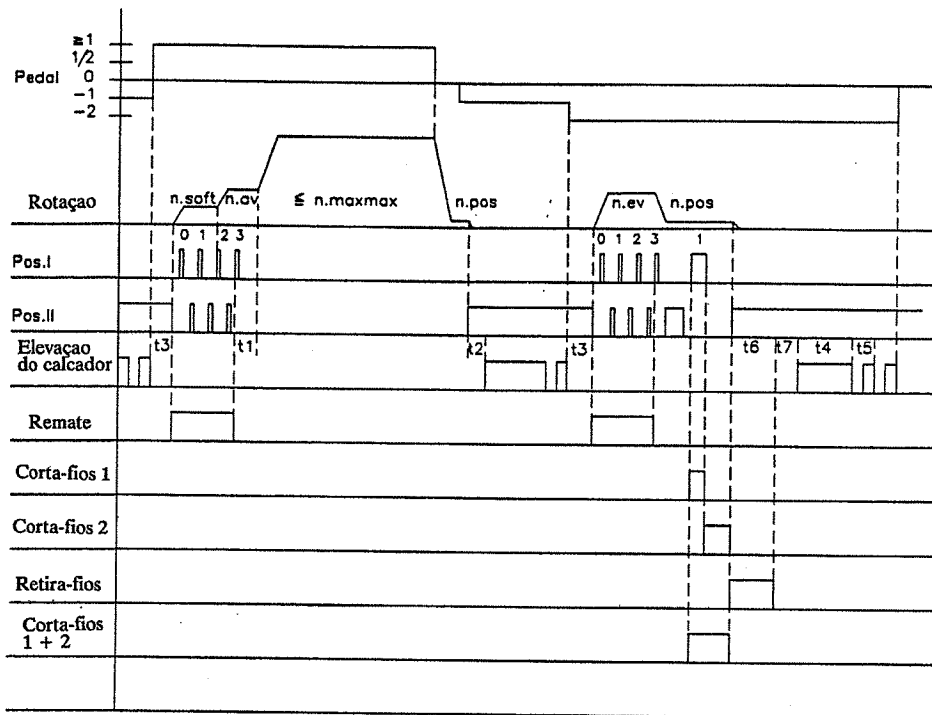 ≧1
1/2
Pedal 0
-1
-2
Rotaçao n.soft n.av ≦ n.maxmax n.pos n.ev n.pos
0 1 2 3 0 1 2 3 1
Pos.I
Pos.II
t3 t1 t2 t3 t6 t7 t4 t5
Elevaçao
do calcador
Remate
Corta-fios 1
Corta-fios 2
Retira-fios
Corta-fios
1 + 2